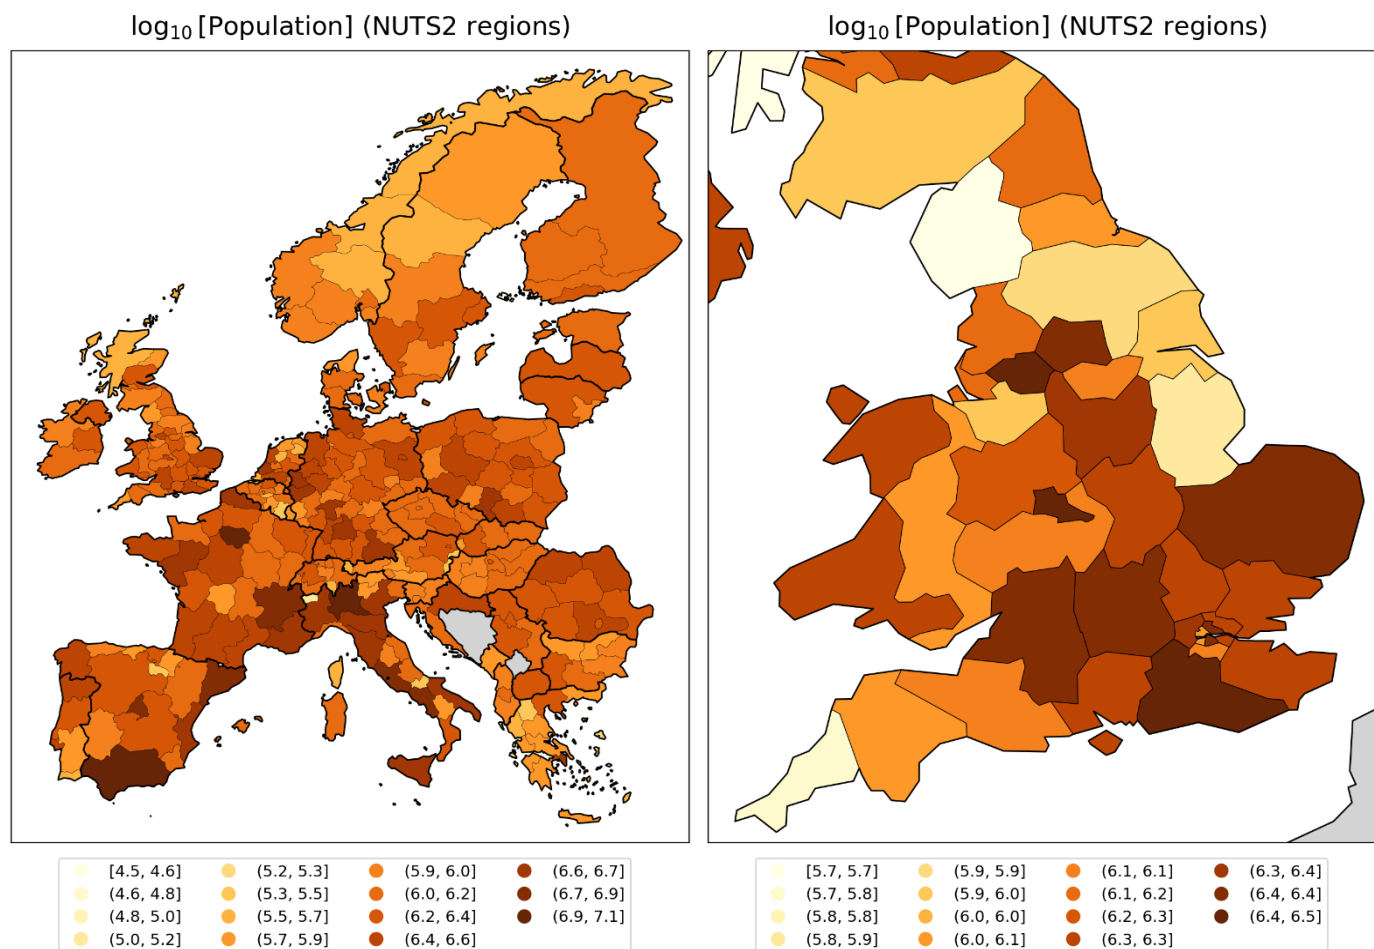 log₁₀ [Population] (NUTS2 regions)
log₁₀ [Population] (NUTS2 regions)
[4.5, 4.6] (5.2, 5.3] (5.9, 6.0] (6.6, 6.7]
(4.6, 4.8] (5.3, 5.5] (6.0, 6.2] (6.7, 6.9]
(4.8, 5.0] (5.5, 5.7] (6.2, 6.4] (6.9, 7.1]
(5.0, 5.2] (5.7, 5.9] (6.4, 6.6]
[5.7, 5.7] (5.9, 5.9] (6.1, 6.1] (6.3, 6.4]
(5.7, 5.8] (5.9, 6.0] (6.1, 6.2] (6.4, 6.4]
(5.8, 5.8] (6.0, 6.0] (6.2, 6.3] (6.4, 6.5]
(5.8, 5.9] (6.0, 6.1] (6.3, 6.3]